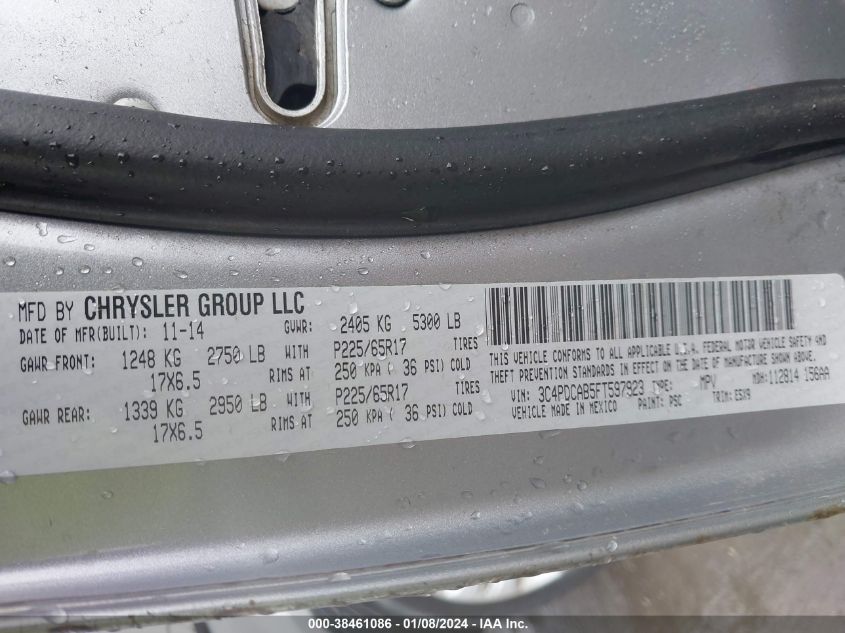 MFD BY CHRYSLER GROUP LLC
DATE OF MFR(BUILT): 11-14 GVWR: 2405 KG 5300 LB
GAWR FRONT: 1248 KG 2750 LB WITH P225/65R17 TIRES
17X6.5 RIMS AT 250 KPA ( 36 PSI) COLD
GAWR REAR: 1339 KG 2950 LB WITH P225/65R17 TIRES
17X6.5 RIMS AT 250 KPA ( 36 PSI) COLD
THIS VEHICLE CONFORMS TO ALL APPLICABLE U.S.A. FEDERAL MOTOR VEHICLE SAFETY AND
THEFT PREVENTION STANDARDS IN EFFECT ON THE DATE OF MANUFACTURE SHOWN ABOVE.
VIN: 3C4PDCAB5FT597923 TYPE: MPV MDH: 112814 156AA
VEHICLE MADE IN MEXICO PAINT: PSC TRIM: ESX9
000-38461086 - 01/08/2024 - IAA Inc.